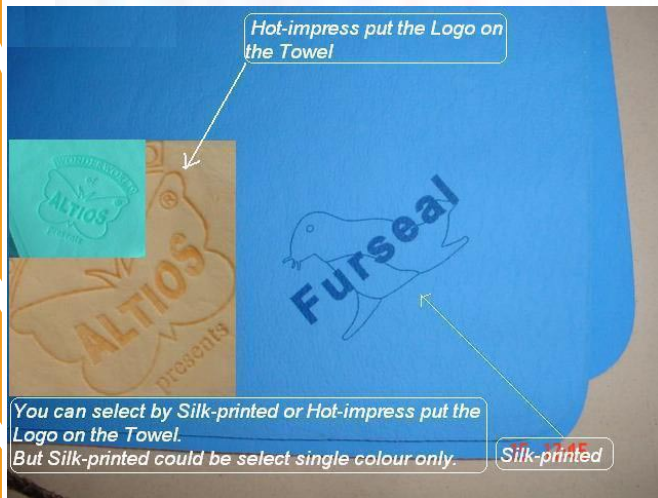 Hot-impress put the Logo on
the Towel
of
ALTIOS
presents
®
ALTIOS
presents
Furseal
You can select by Silk-printed or Hot-impress put the
Logo on the Towel.
But Silk-printed could be select single colour only.
Silk-printed